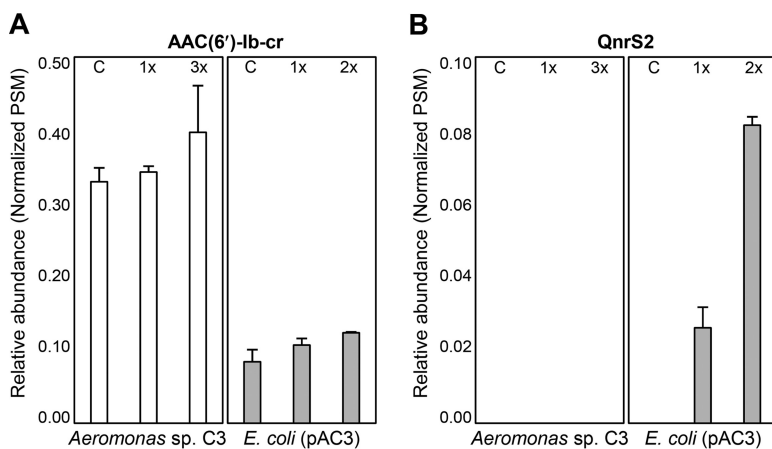 A
AAC(6′)-Ib-cr
Relative abundance (Normalized PSM)
0.50
0.40
0.30
0.20
0.10
0.00
C 1x 3x
C 1x 2x
Aeromonas sp. C3
E. coli (pAC3)
B
QnrS2
Relative abundance (Normalized PSM)
0.10
0.08
0.06
0.04
0.02
0.00
C 1x 3x
C 1x 2x
Aeromonas sp. C3
E. coli (pAC3)